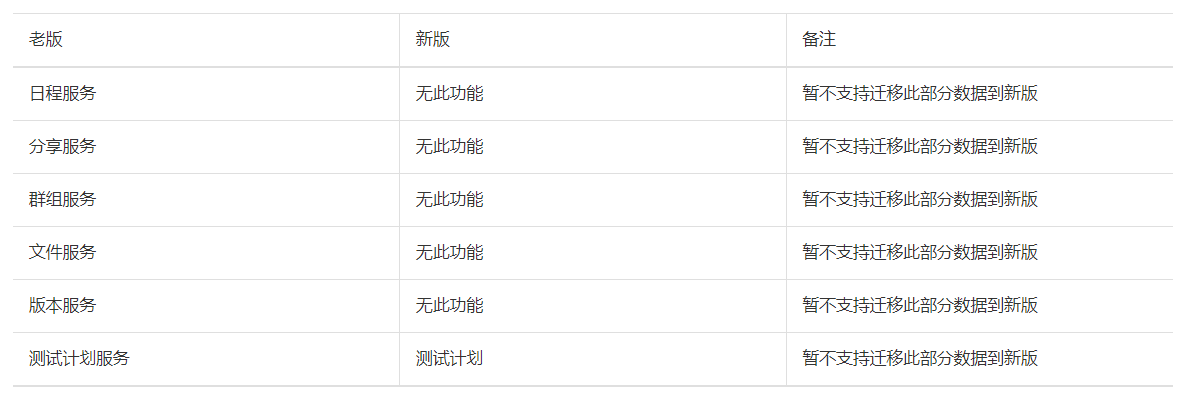 老版 新版 备注
日程服务 无此功能 暂不支持迁移此部分数据到新版
分享服务 无此功能 暂不支持迁移此部分数据到新版
群组服务 无此功能 暂不支持迁移此部分数据到新版
文件服务 无此功能 暂不支持迁移此部分数据到新版
版本服务 无此功能 暂不支持迁移此部分数据到新版
测试计划服务 测试计划 暂不支持迁移此部分数据到新版